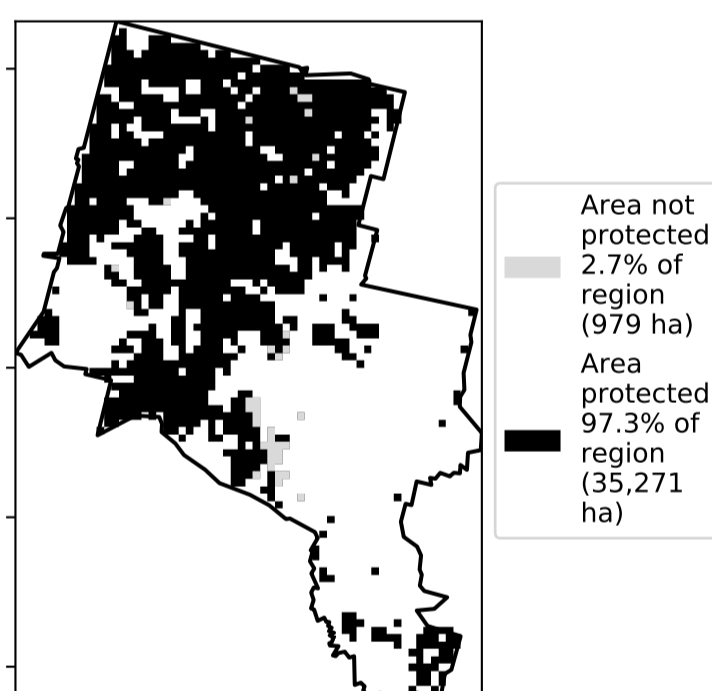 Area not
protected
2.7% of
region
(979 ha)
Area
protected
97.3% of
region
(35,271
ha)